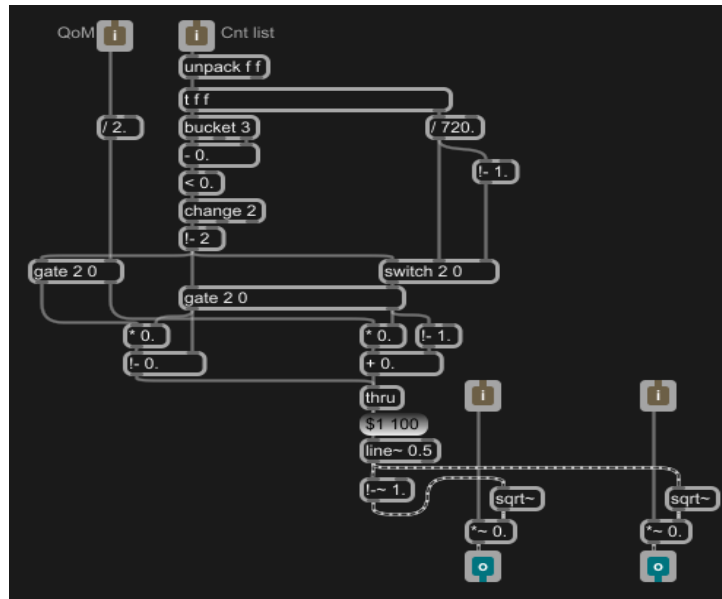 QoM i i Cnt list
unpack f f
t f f
/ 2. bucket 3 / 720.
- 0. !- 1.
< 0.
change 2
!- 2
gate 2 0 switch 2 0
gate 2 0
* 0. * 0. !- 1.
!- 0. + 0.
thru i i
$1 100
line~ 0.5
!-~ 1. sqrt~ sqrt~
*~ 0. *~ 0.
o o